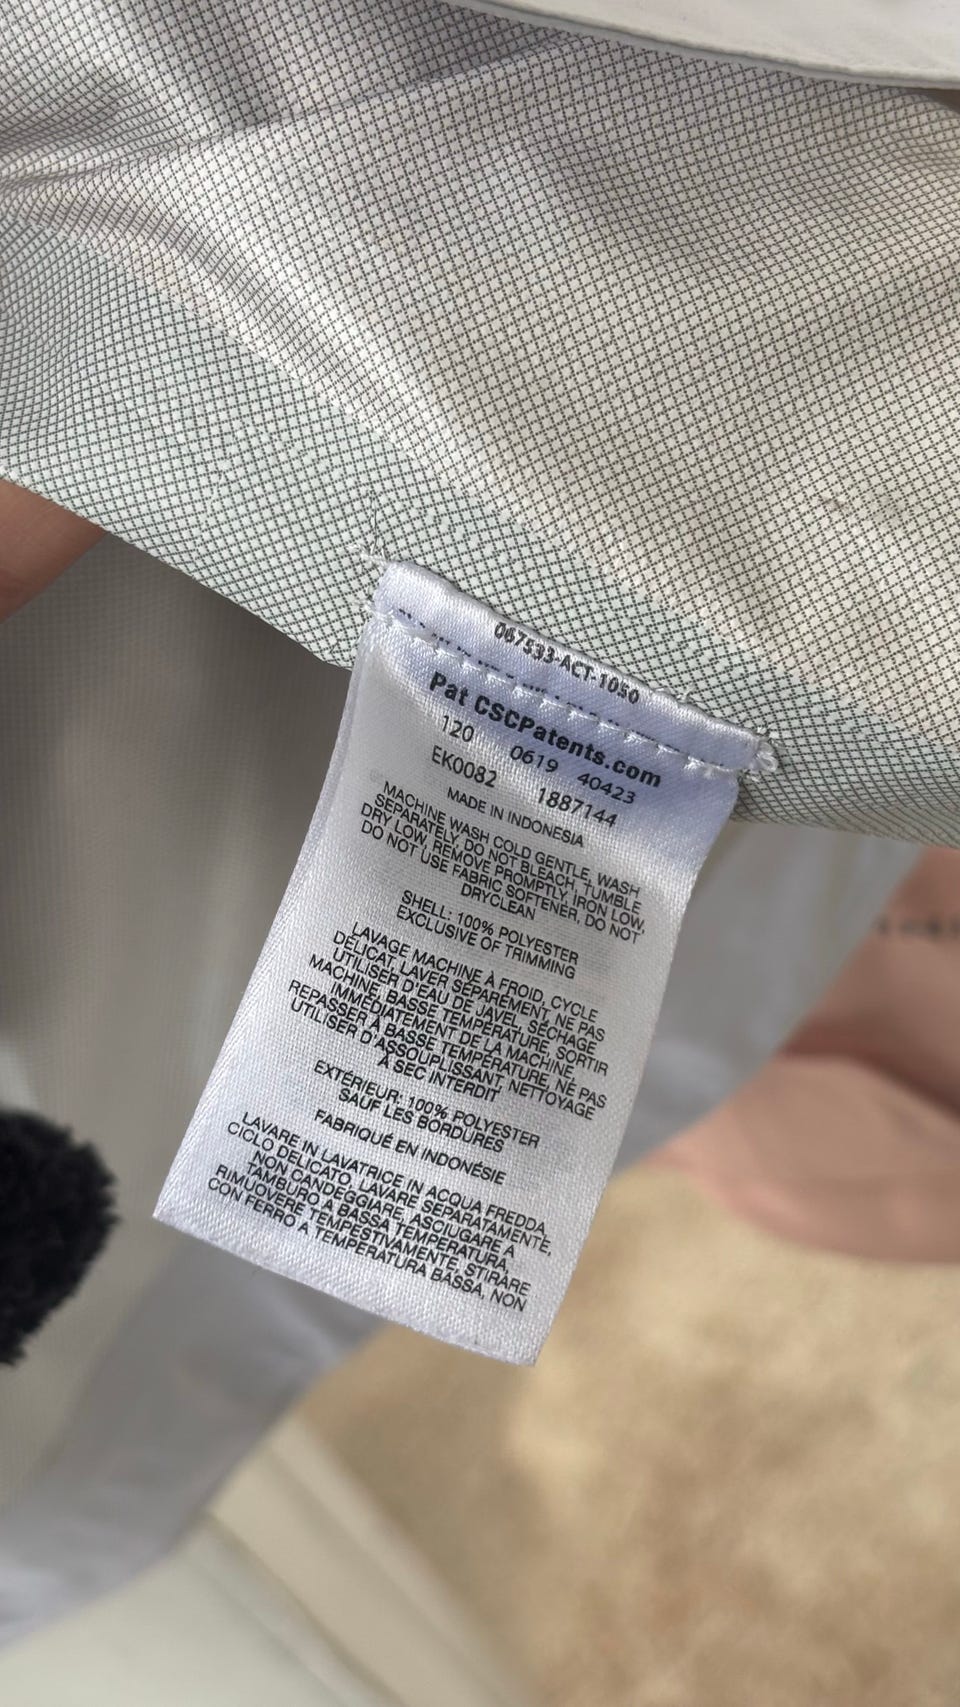 067533-ACT-1050
Pat CSCPatents.com
120 0619 40423
EK0082 1887144
MADE IN INDONESIA
MACHINE WASH COLD GENTLE, WASH
SEPARATELY, DO NOT BLEACH, TUMBLE
DRY LOW, REMOVE PROMPTLY, IRON LOW,
DO NOT USE FABRIC SOFTENER, DO NOT
DRYCLEAN
SHELL: 100% POLYESTER
EXCLUSIVE OF TRIMMING
LAVAGE MACHINE À FROID, CYCLE
DÉLICAT, LAVER SÉPARÉMENT, NE PAS
UTILISER D'EAU DE JAVEL, SÉCHAGE
MACHINE, BASSE TEMPÉRATURE, SORTIR
IMMÉDIATEMENT DE LA MACHINE,
REPASSER À BASSE TEMPÉRATURE, NE PAS
UTILISER D'ASSOUPLISSANT, NETTOYAGE
À SEC INTERDIT
EXTÉRIEUR: 100% POLYESTER
SAUF LES BORDURES
FABRIQUÉ EN INDONÉSIE
LAVARE IN LAVATRICE IN ACQUA FREDDA,
CICLO DELICATO, LAVARE SEPARATAMENTE,
NON CANDEGGIARE, ASCIUGARE A
TAMBURO A BASSA TEMPERATURA,
RIMUOVERE TEMPESTIVAMENTE, STIRARE
CON FERRO A TEMPERATURA BASSA, NON